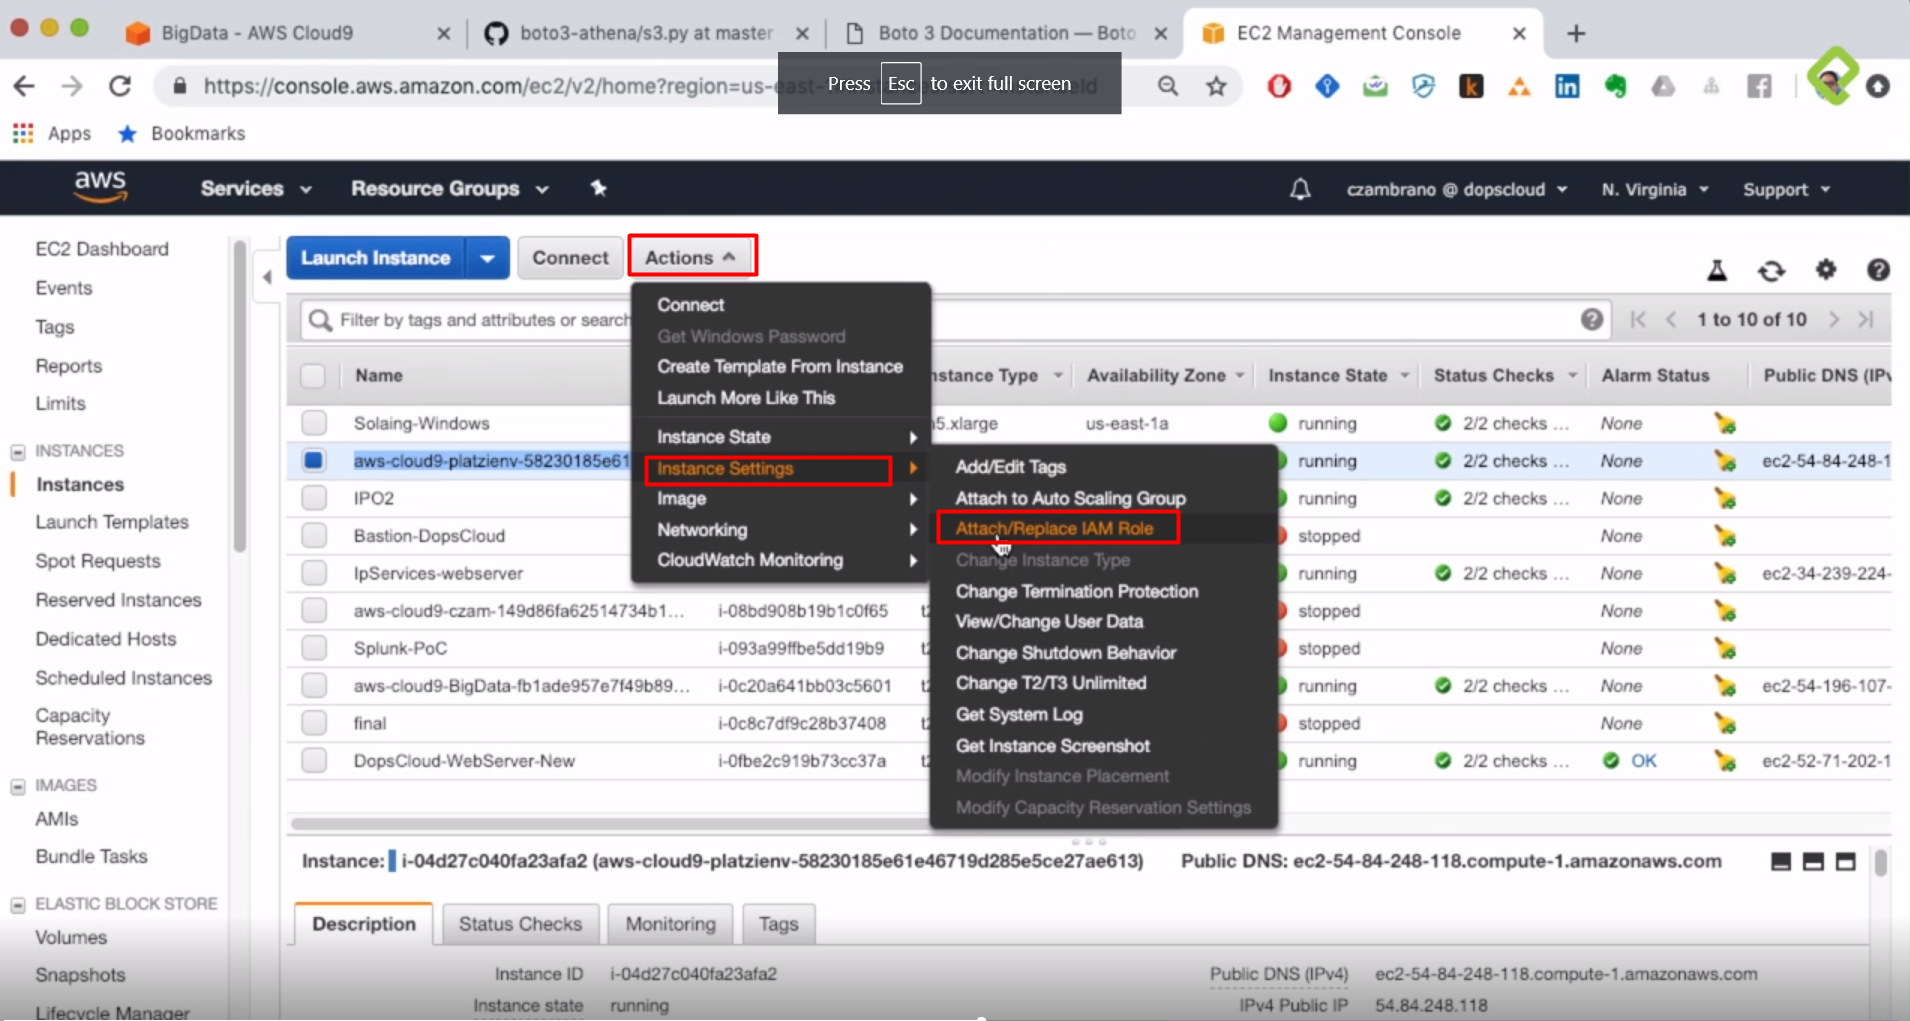 BigData - AWS Cloud9
boto3-athena/s3.py at master
Boto 3 Documentation — Boto
EC2 Management Console
https://console.aws.amazon.com/ec2/v2/home?region=us-east-
Press Esc to exit full screen
Apps
Bookmarks
aws
Services
Resource Groups
czambrano @ dopscloud
N. Virginia
Support
EC2 Dashboard
Events
Tags
Reports
Limits
INSTANCES
Instances
Launch Templates
Spot Requests
Reserved Instances
Dedicated Hosts
Scheduled Instances
Capacity
Reservations
IMAGES
AMIs
Bundle Tasks
ELASTIC BLOCK STORE
Volumes
Snapshots
Lifecycle Manager
Launch Instance
Connect
Actions
Filter by tags and attributes or search
1 to 10 of 10
Name
nstance Type
Availability Zone
Instance State
Status Checks
Alarm Status
Public DNS (IPv
Solaing-Windows
5.xlarge us-east-1a running 2/2 checks ... None
aws-cloud9-platzienv-58230185e61
running 2/2 checks ... None ec2-54-84-248-1
IPO2
running 2/2 checks ... None
Bastion-DopsCloud
stopped None
IpServices-webserver
running 2/2 checks ... None ec2-34-239-224-
aws-cloud9-czam-149d86fa62514734b1... i-08bd908b19b1c0f65
stopped None
Splunk-PoC i-093a99ffbe5dd19b9
stopped None
aws-cloud9-BigData-fb1ade957e7f49b89... i-0c20a641bb03c5601
running 2/2 checks ... None ec2-54-196-107-
final i-0c8c7df9c28b37408
stopped None
DopsCloud-WebServer-New i-0fbe2c919b73cc37a
running 2/2 checks ... OK ec2-52-71-202-1
Connect
Get Windows Password
Create Template From Instance
Launch More Like This
Instance State
Instance Settings
Image
Networking
CloudWatch Monitoring
Add/Edit Tags
Attach to Auto Scaling Group
Attach/Replace IAM Role
Change Instance Type
Change Termination Protection
View/Change User Data
Change Shutdown Behavior
Change T2/T3 Unlimited
Get System Log
Get Instance Screenshot
Modify Instance Placement
Modify Capacity Reservation Settings
Instance: i-04d27c040fa23afa2 (aws-cloud9-platzienv-58230185e61e46719d285e5ce27ae613) Public DNS: ec2-54-84-248-118.compute-1.amazonaws.com
Description
Status Checks
Monitoring
Tags
Instance ID i-04d27c040fa23afa2
Public DNS (IPv4) ec2-54-84-248-118.compute-1.amazonaws.com
Instance state running
IPv4 Public IP 54.84.248.118